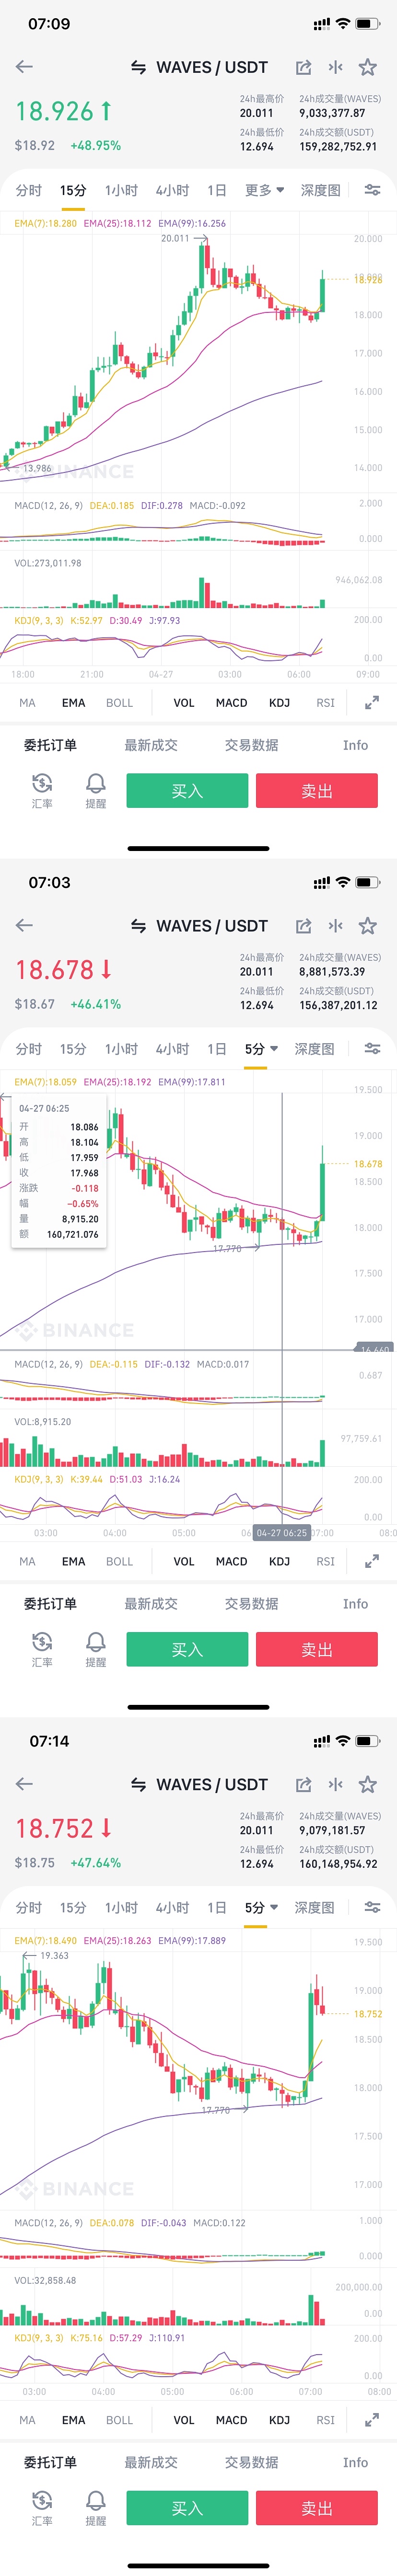 07:09
WAVES / USDT
18.926
$18.92 +48.95%
24h最高价 24h成交量(WAVES)
20.011 9,033,377.87
24h最低价 24h成交额(USDT)
12.694 159,282,752.91
分时 15分 1小时 4小时 1日 更多 深度图
EMA(7):18.280 EMA(25):18.112 EMA(99):16.256
20.011
20.000
18.926
18.000
17.000
16.000
15.000
14.000
13.986
BINANCE
MACD(12, 26, 9) DEA:0.185 DIF:0.278 MACD:-0.092
2.000
0.000
VOL:273,011.98
946,062.08
KDJ(9, 3, 3) K:52.97 D:30.49 J:97.93
200.00
0.00
18:00 21:00 04-27 03:00 06:00 09:00
MA EMA BOLL VOL MACD KDJ RSI
委托订单 最新成交 交易数据 Info
汇率 提醒 买入 卖出
07:03
WAVES / USDT
18.678
$18.67 +46.41%
24h最高价 24h成交量(WAVES)
20.011 8,881,573.39
24h最低价 24h成交额(USDT)
12.694 156,387,201.12
分时 15分 1小时 4小时 1日 5分 深度图
EMA(7):18.059 EMA(25):18.192 EMA(99):17.811
04-27 06:25
开 18.086
高 18.104
低 17.959
收 17.968
涨跌 -0.118
幅 -0.65%
量 8,915.20
额 160,721.076
19.500
19.000
18.678
18.500
18.000
17.770
17.500
17.000
16.660
BINANCE
MACD(12, 26, 9) DEA:-0.115 DIF:-0.132 MACD:0.017
0.687
VOL:8,915.20
97,759.61
KDJ(9, 3, 3) K:39.44 D:51.03 J:16.24
200.00
0.00
03:00 04:00 05:00 04-27 06:25 07:00
MA EMA BOLL VOL MACD KDJ RSI
委托订单 最新成交 交易数据 Info
汇率 提醒 买入 卖出
07:14
WAVES / USDT
18.752
$18.75 +47.64%
24h最高价 24h成交量(WAVES)
20.011 9,079,181.57
24h最低价 24h成交额(USDT)
12.694 160,148,954.92
分时 15分 1小时 4小时 1日 5分 深度图
EMA(7):18.490 EMA(25):18.263 EMA(99):17.889
19.363
19.500
19.000
18.752
18.500
18.000
17.770
17.500
17.000
BINANCE
MACD(12, 26, 9) DEA:0.078 DIF:-0.043 MACD:0.122
1.000
0.000
VOL:32,858.48
200,000.00
0.00
KDJ(9, 3, 3) K:75.16 D:57.29 J:110.91
200.00
0.00
03:00 04:00 05:00 06:00 07:00 08:00
MA EMA BOLL VOL MACD KDJ RSI
委托订单 最新成交 交易数据 Info
汇率 提醒 买入 卖出